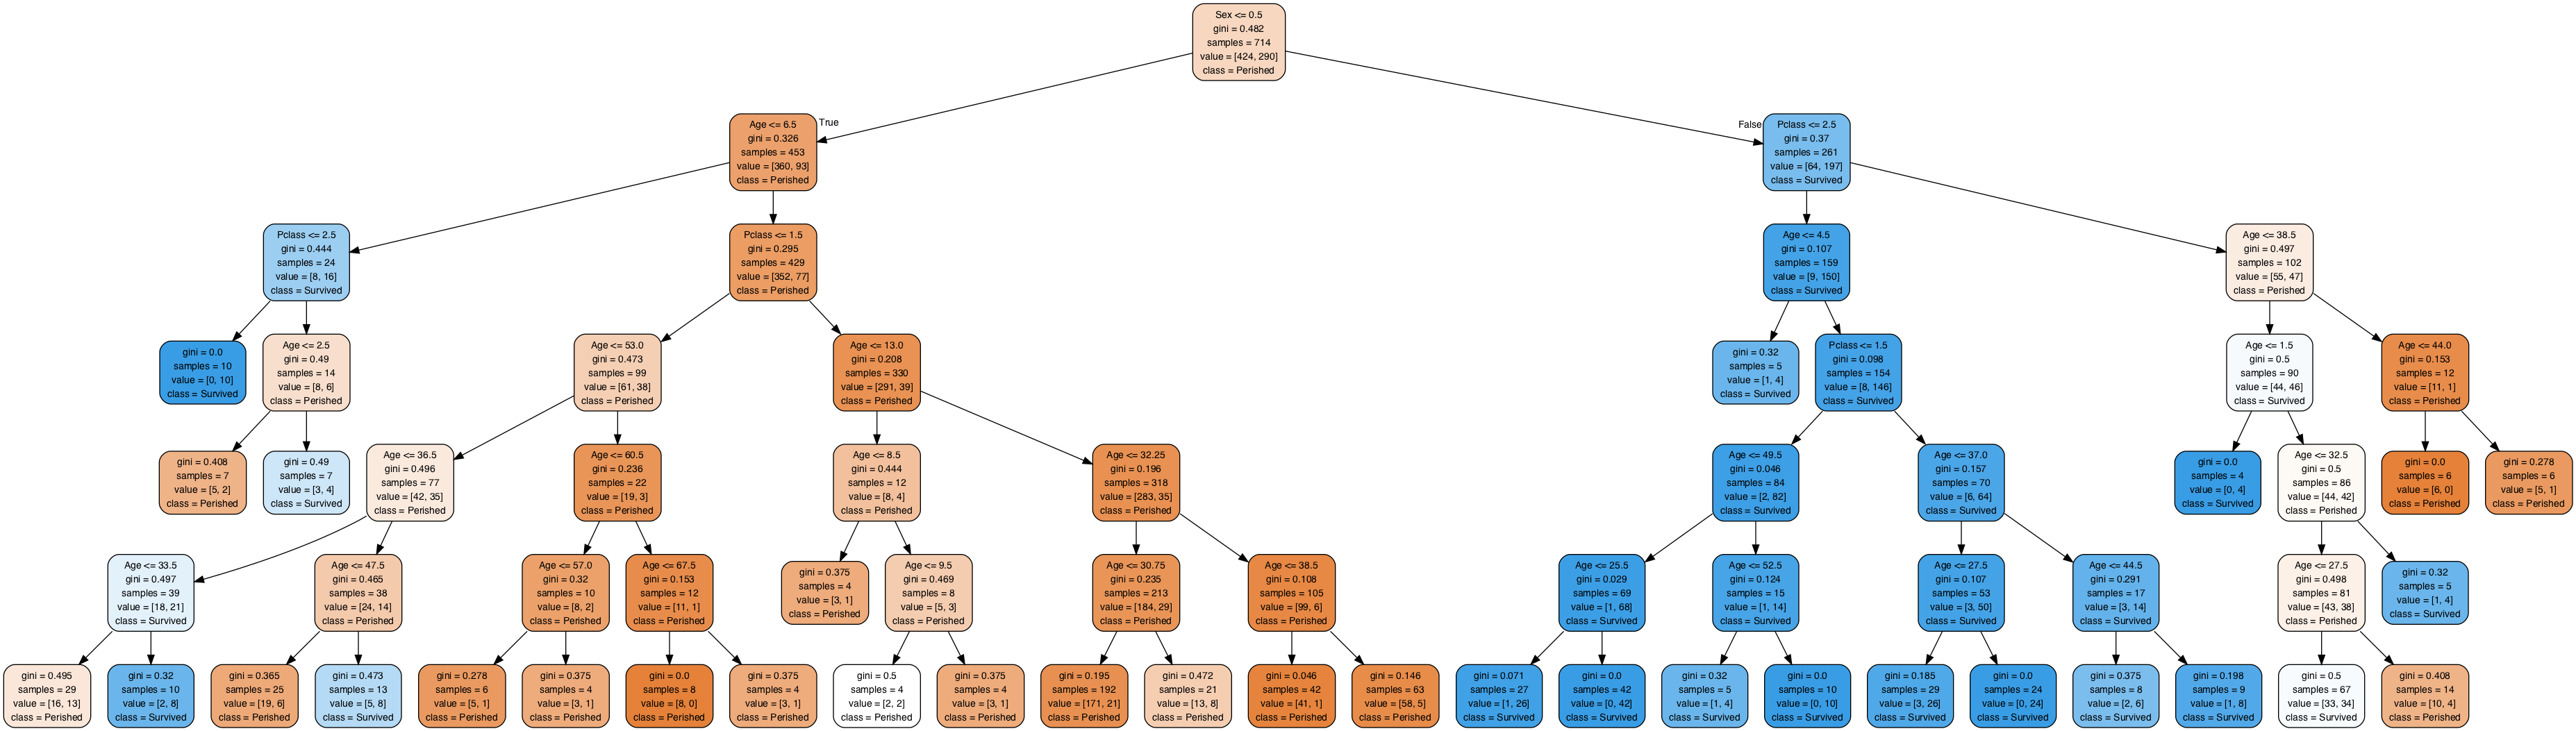 Sex <= 0.5
gini = 0.482
samples = 714
value = [424, 290]
class = Perished
True
False
Age <= 6.5
gini = 0.326
samples = 453
value = [360, 93]
class = Perished
Pclass <= 2.5
gini = 0.37
samples = 261
value = [64, 197]
class = Survived
Pclass <= 2.5
gini = 0.444
samples = 24
value = [8, 16]
class = Survived
Pclass <= 1.5
gini = 0.295
samples = 429
value = [352, 77]
class = Perished
Age <= 4.5
gini = 0.107
samples = 159
value = [9, 150]
class = Survived
Age <= 38.5
gini = 0.497
samples = 102
value = [55, 47]
class = Perished
gini = 0.0
samples = 10
value = [0, 10]
class = Survived
Age <= 2.5
gini = 0.49
samples = 14
value = [8, 6]
class = Perished
Age <= 53.0
gini = 0.473
samples = 99
value = [61, 38]
class = Perished
Age <= 13.0
gini = 0.208
samples = 330
value = [291, 39]
class = Perished
gini = 0.32
samples = 5
value = [1, 4]
class = Survived
Pclass <= 1.5
gini = 0.098
samples = 154
value = [8, 146]
class = Survived
Age <= 1.5
gini = 0.5
samples = 90
value = [44, 46]
class = Survived
Age <= 44.0
gini = 0.153
samples = 12
value = [11, 1]
class = Perished
gini = 0.408
samples = 7
value = [5, 2]
class = Perished
gini = 0.49
samples = 7
value = [3, 4]
class = Survived
Age <= 36.5
gini = 0.496
samples = 77
value = [42, 35]
class = Perished
Age <= 60.5
gini = 0.236
samples = 22
value = [19, 3]
class = Perished
Age <= 8.5
gini = 0.444
samples = 12
value = [8, 4]
class = Perished
Age <= 32.25
gini = 0.196
samples = 318
value = [283, 35]
class = Perished
Age <= 49.5
gini = 0.046
samples = 84
value = [2, 82]
class = Survived
Age <= 37.0
gini = 0.157
samples = 70
value = [6, 64]
class = Survived
gini = 0.0
samples = 4
value = [0, 4]
class = Survived
Age <= 32.5
gini = 0.5
samples = 86
value = [44, 42]
class = Perished
gini = 0.0
samples = 6
value = [6, 0]
class = Perished
gini = 0.278
samples = 6
value = [5, 1]
class = Perished
Age <= 33.5
gini = 0.497
samples = 39
value = [18, 21]
class = Survived
Age <= 47.5
gini = 0.465
samples = 38
value = [24, 14]
class = Perished
Age <= 57.0
gini = 0.32
samples = 10
value = [8, 2]
class = Perished
Age <= 67.5
gini = 0.153
samples = 12
value = [11, 1]
class = Perished
gini = 0.375
samples = 4
value = [3, 1]
class = Perished
Age <= 9.5
gini = 0.469
samples = 8
value = [5, 3]
class = Perished
Age <= 30.75
gini = 0.235
samples = 213
value = [184, 29]
class = Perished
Age <= 38.5
gini = 0.108
samples = 105
value = [99, 6]
class = Perished
Age <= 25.5
gini = 0.029
samples = 69
value = [1, 68]
class = Survived
Age <= 52.5
gini = 0.124
samples = 15
value = [1, 14]
class = Survived
Age <= 27.5
gini = 0.107
samples = 53
value = [3, 50]
class = Survived
Age <= 44.5
gini = 0.291
samples = 17
value = [3, 14]
class = Survived
Age <= 27.5
gini = 0.498
samples = 81
value = [43, 38]
class = Perished
gini = 0.32
samples = 5
value = [1, 4]
class = Survived
gini = 0.495
samples = 29
value = [16, 13]
class = Perished
gini = 0.32
samples = 10
value = [2, 8]
class = Survived
gini = 0.365
samples = 25
value = [19, 6]
class = Perished
gini = 0.473
samples = 13
value = [5, 8]
class = Survived
gini = 0.278
samples = 6
value = [5, 1]
class = Perished
gini = 0.375
samples = 4
value = [3, 1]
class = Perished
gini = 0.0
samples = 8
value = [8, 0]
class = Perished
gini = 0.375
samples = 4
value = [3, 1]
class = Perished
gini = 0.5
samples = 4
value = [2, 2]
class = Perished
gini = 0.375
samples = 4
value = [3, 1]
class = Perished
gini = 0.195
samples = 192
value = [171, 21]
class = Perished
gini = 0.472
samples = 21
value = [13, 8]
class = Perished
gini = 0.046
samples = 42
value = [41, 1]
class = Perished
gini = 0.146
samples = 63
value = [58, 5]
class = Perished
gini = 0.071
samples = 27
value = [1, 26]
class = Survived
gini = 0.0
samples = 42
value = [0, 42]
class = Survived
gini = 0.32
samples = 5
value = [1, 4]
class = Survived
gini = 0.0
samples = 10
value = [0, 10]
class = Survived
gini = 0.185
samples = 29
value = [3, 26]
class = Survived
gini = 0.0
samples = 24
value = [0, 24]
class = Survived
gini = 0.375
samples = 8
value = [2, 6]
class = Survived
gini = 0.198
samples = 9
value = [1, 8]
class = Survived
gini = 0.5
samples = 67
value = [33, 34]
class = Survived
gini = 0.408
samples = 14
value = [10, 4]
class = Perished